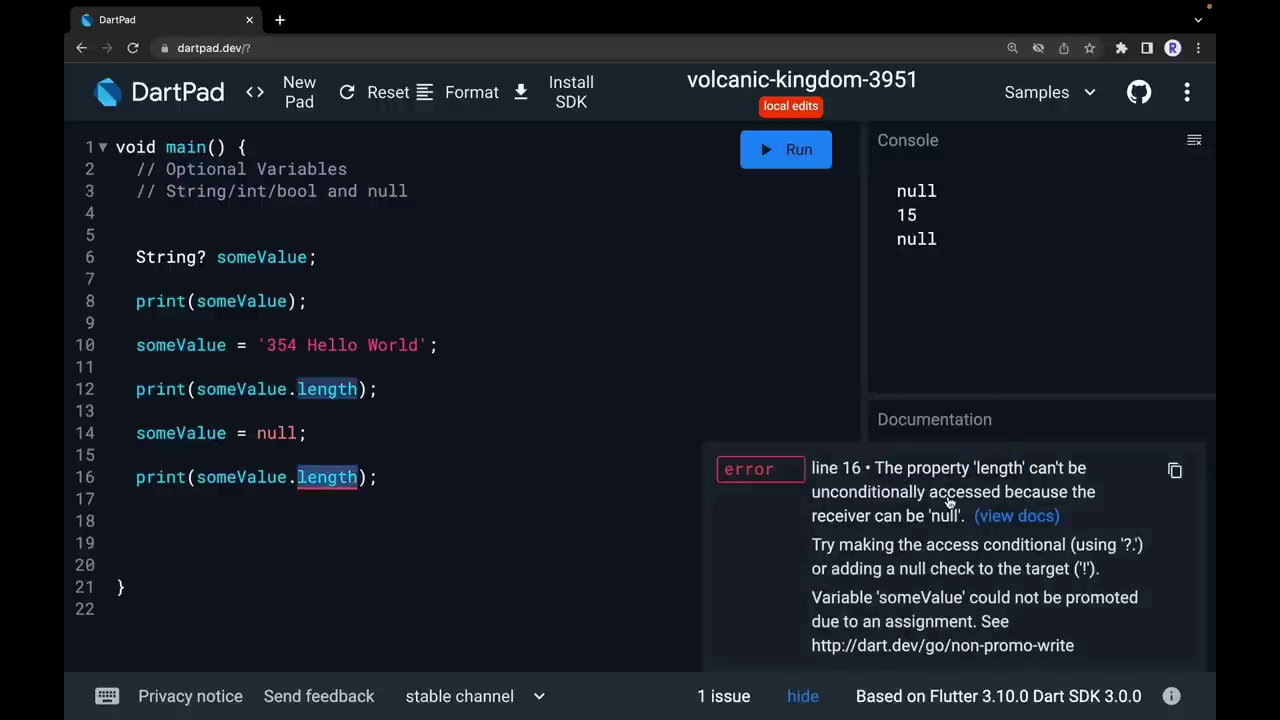 DartPad
dartpad.dev/?
R
DartPad
New Pad
Reset
Format
Install SDK
volcanic-kingdom-3951
local edits
Samples
Run
1 void main() {
2 // Optional Variables
3 // String/int/bool and null
4
5
6 String? someValue;
7
8 print(someValue);
9
10 someValue = '354 Hello World';
11
12 print(someValue.length);
13
14 someValue = null;
15
16 print(someValue.length);
17
18
19
20
21 }
22
Console
null
15
null
Documentation
error
line 16 • The property 'length' can't be
unconditionally accessed because the
receiver can be 'null'. (view docs)
Try making the access conditional (using '?.')
or adding a null check to the target ('!').
Variable 'someValue' could not be promoted
due to an assignment. See
http://dart.dev/go/non-promo-write
Privacy notice
Send feedback
stable channel
1 issue
hide
Based on Flutter 3.10.0 Dart SDK 3.0.0